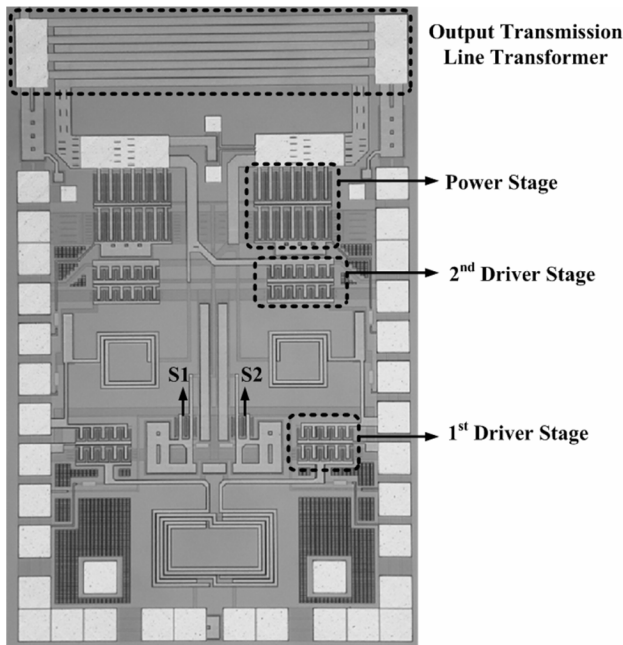 Output Transmission
Line Transformer
Power Stage
2nd Driver Stage
S1 S2
1st Driver Stage